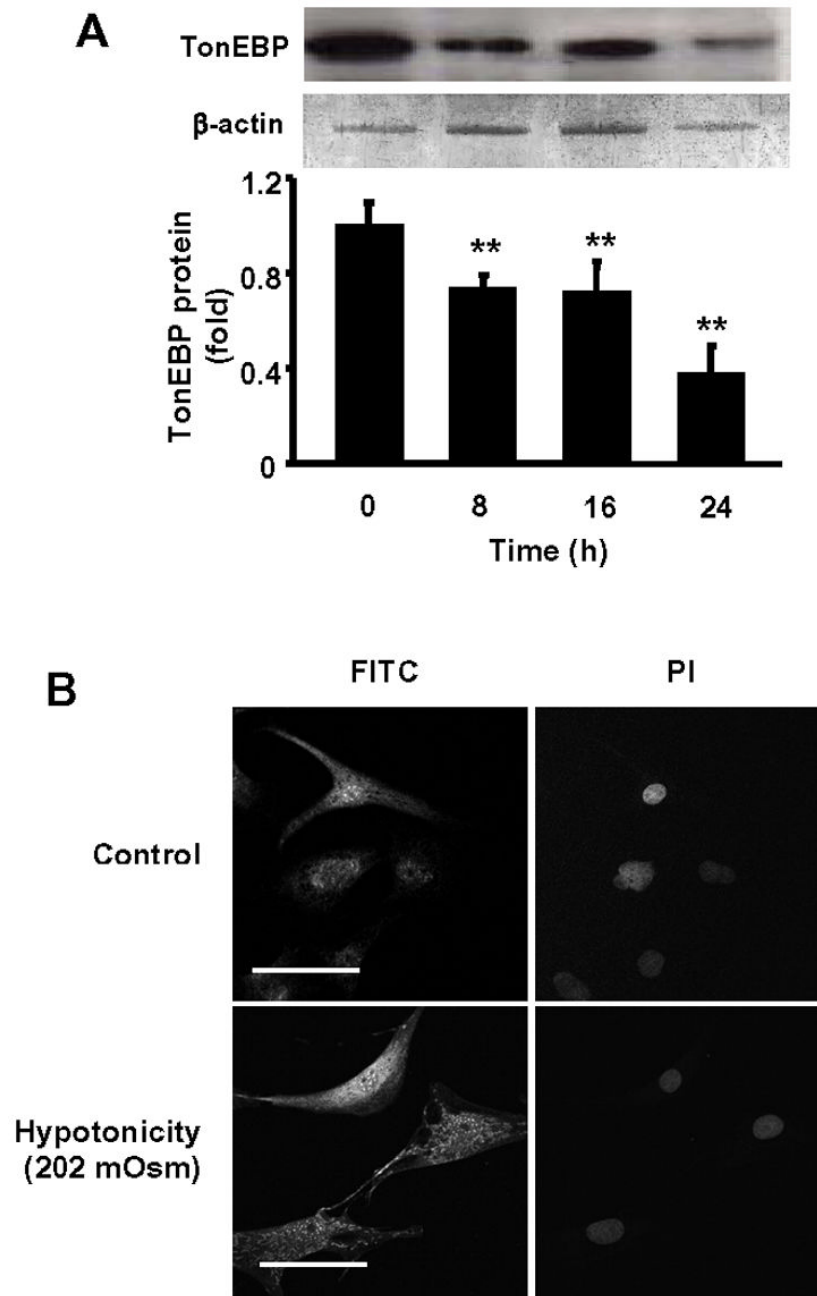 A
TonEBP
β-actin
1.2
0.8
0.4
0
TonEBP protein
(fold)
**
**
**
0 8 16 24
Time (h)
B
FITC PI
Control
Hypotonicity
(202 mOsm)